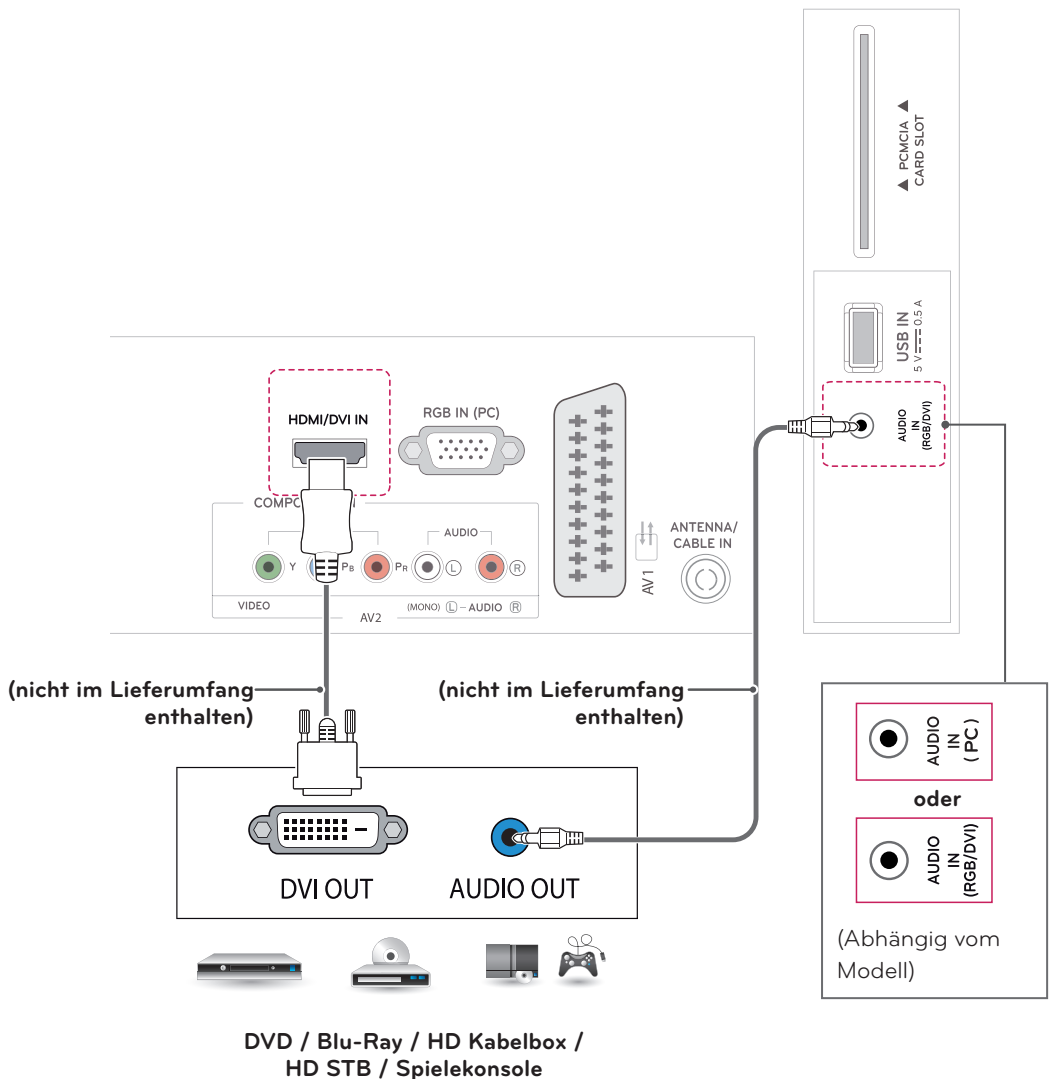 ▲ PCMCIA ▲
CARD SLOT
USB IN
5 V 0.5 A
AUDIO
IN
(RGB/DVI)
HDMI/DVI IN
RGB IN (PC)
COMPO N
AUDIO
Y
PB
PR
L
R
VIDEO
(MONO) L – AUDIO R
AV2
AV1
ANTENNA/
CABLE IN
(nicht im Lieferumfang
enthalten)
(nicht im Lieferumfang
enthalten)
DVI OUT
AUDIO OUT
AUDIO
IN
(PC)
oder
AUDIO
IN
(RGB/DVI)
(Abhängig vom
Modell)
DVD / Blu-Ray / HD Kabelbox /
HD STB / Spielekonsole